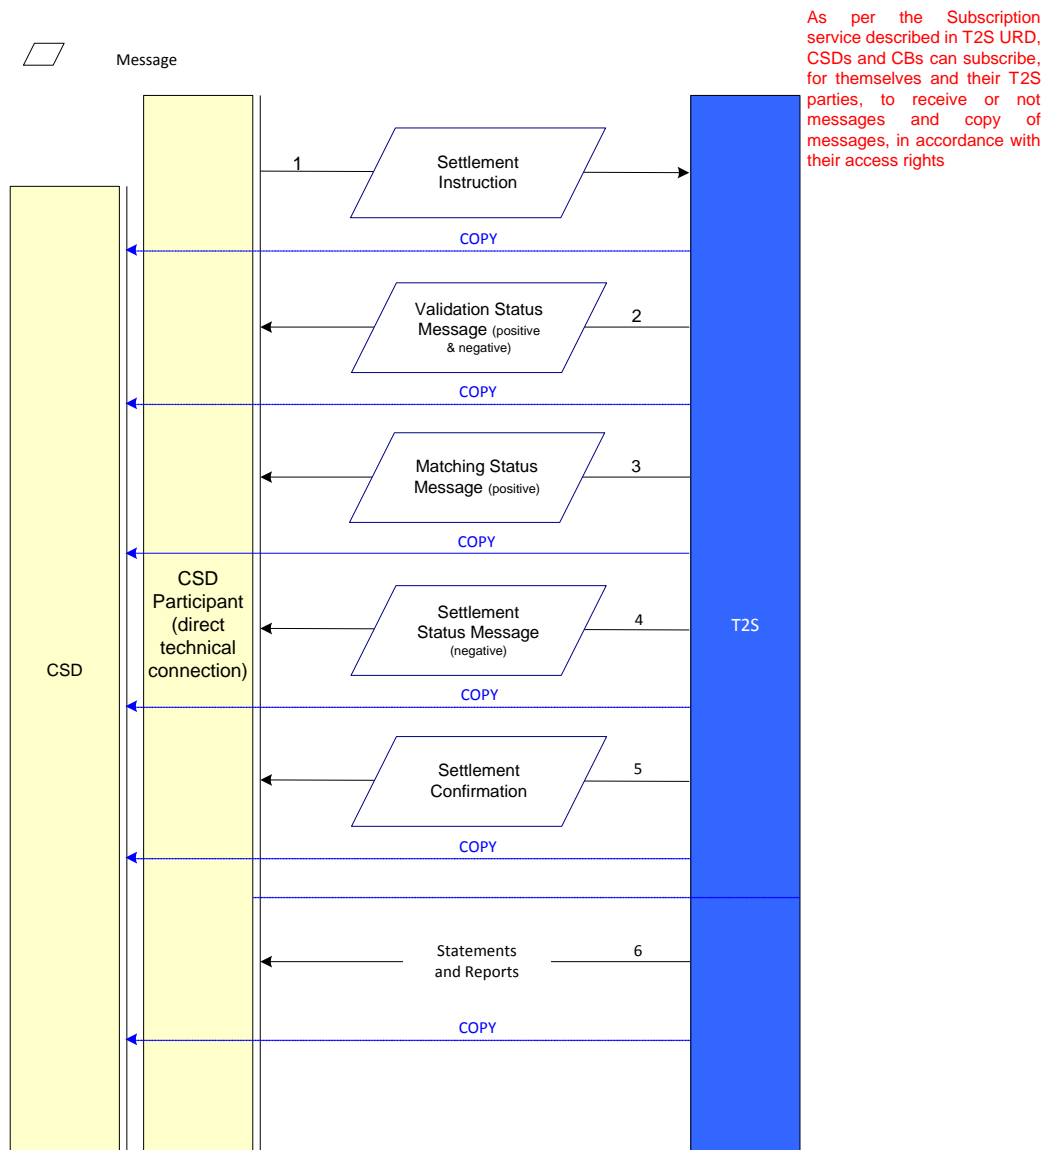 As per the Subscription
service described in T2S URD,
CSDs and CBs can subscribe,
for themselves and their T2S
parties, to receive or not
messages and copy of
messages, in accordance with
their access rights
Message
1
Settlement
Instruction
COPY
Validation Status
Message (positive
& negative)
2
COPY
Matching Status
Message (positive)
3
COPY
CSD
Participant
(direct
technical
connection)
Settlement
Status Message
(negative)
4
T2S
CSD
COPY
Settlement
Confirmation
5
COPY
Statements
and Reports
6
COPY